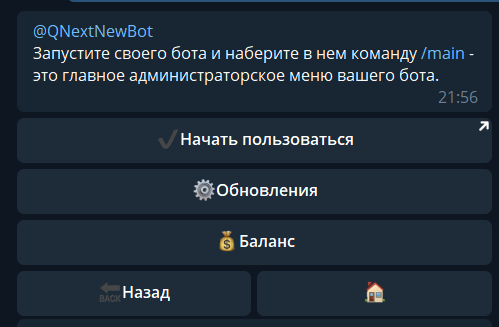 @QNextNewBot
Запустите своего бота и наберите в нем команду /main -
это главное администраторское меню вашего бота.
21:56
✔️Начать пользоваться
⚙️Обновления
💰Баланс
🔙Назад
🏠